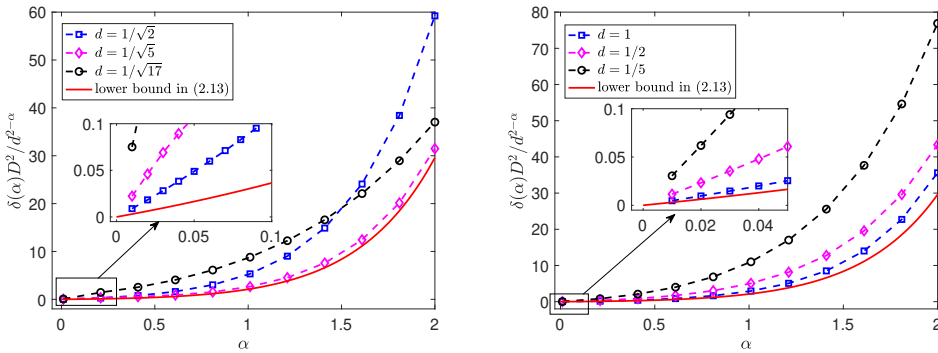 60
50
40
30
20
10
0
δ(α)D²/d²⁻ᵅ
d = 1/√2
d = 1/√5
d = 1/√17
lower bound in (2.13)
0.1
0.05
0
0 0.05 0.1
0 0.5 1 1.5 2
α
80
70
60
50
40
30
20
10
0
δ(α)D²/d²⁻ᵅ
d = 1
d = 1/2
d = 1/5
lower bound in (2.13)
0.1
0.05
0
0 0.02 0.04
0 0.5 1 1.5 2
α